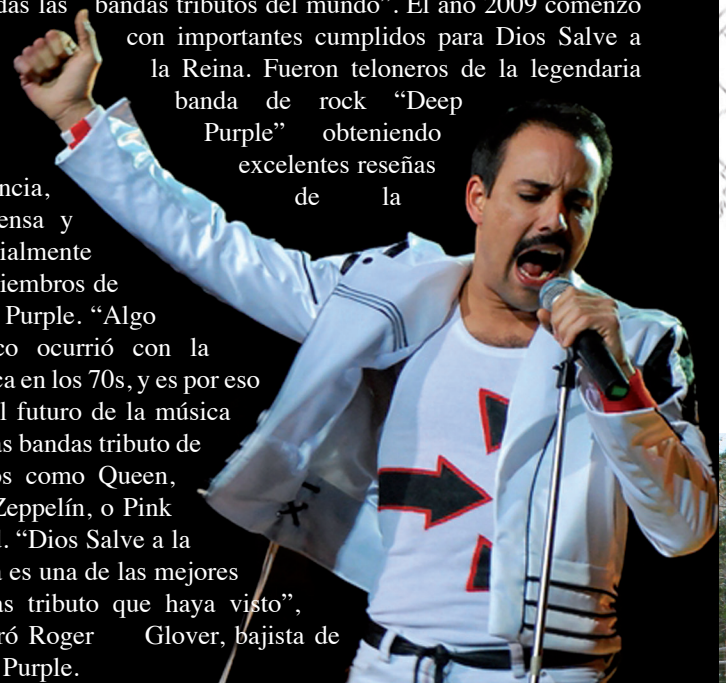 das las bandas tributos del mundo”. El año 2009 comenzó
con importantes cumplidos para Dios Salve a
la Reina. Fueron teloneros de la legendaria
banda de rock “Deep
Purple” obteniendo
excelentes reseñas
de la
ncia,
ensa y
ialmente
iembros de
Purple. “Algo
co ocurrió con la
ca en los 70s, y es por eso
l futuro de la música
as bandas tributo de
os como Queen,
Zeppelín, o Pink
l. “Dios Salve a la
a es una de las mejores
as tributo que haya visto”,
ró Roger Glover, bajista de
Purple.